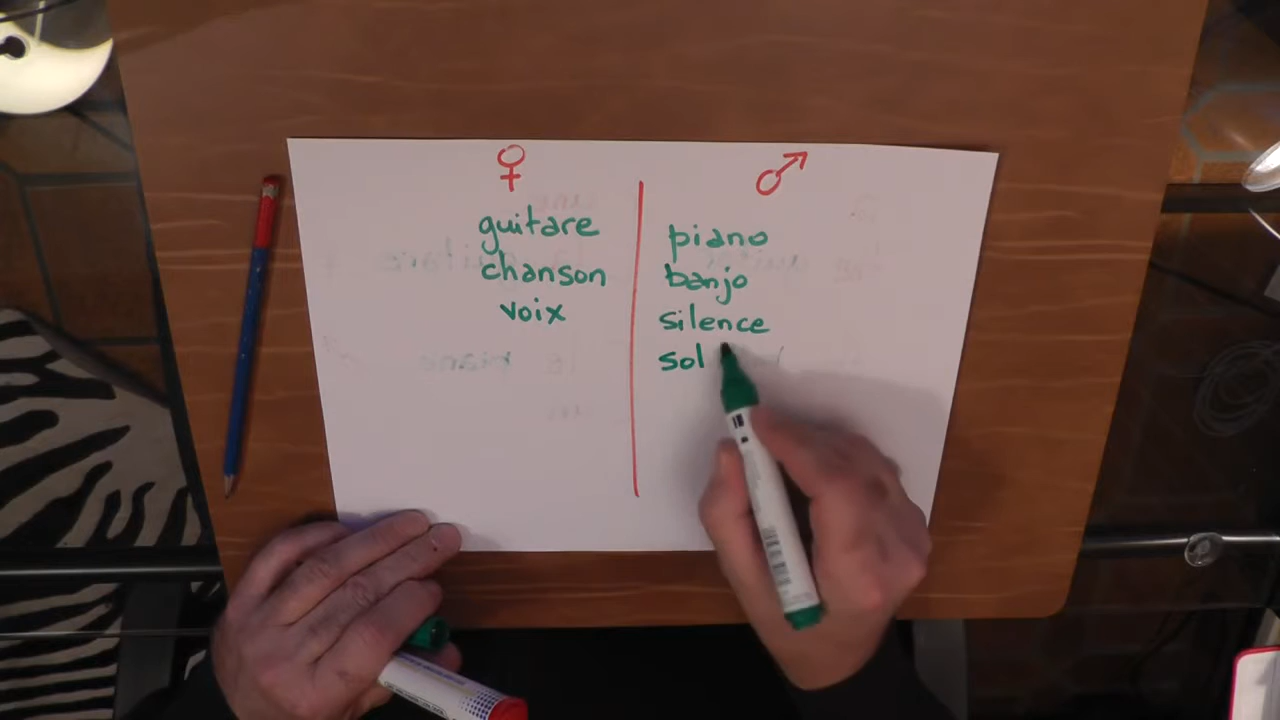 ♀
♂
guitare
chanson
voix
piano
banjo
silence
sol